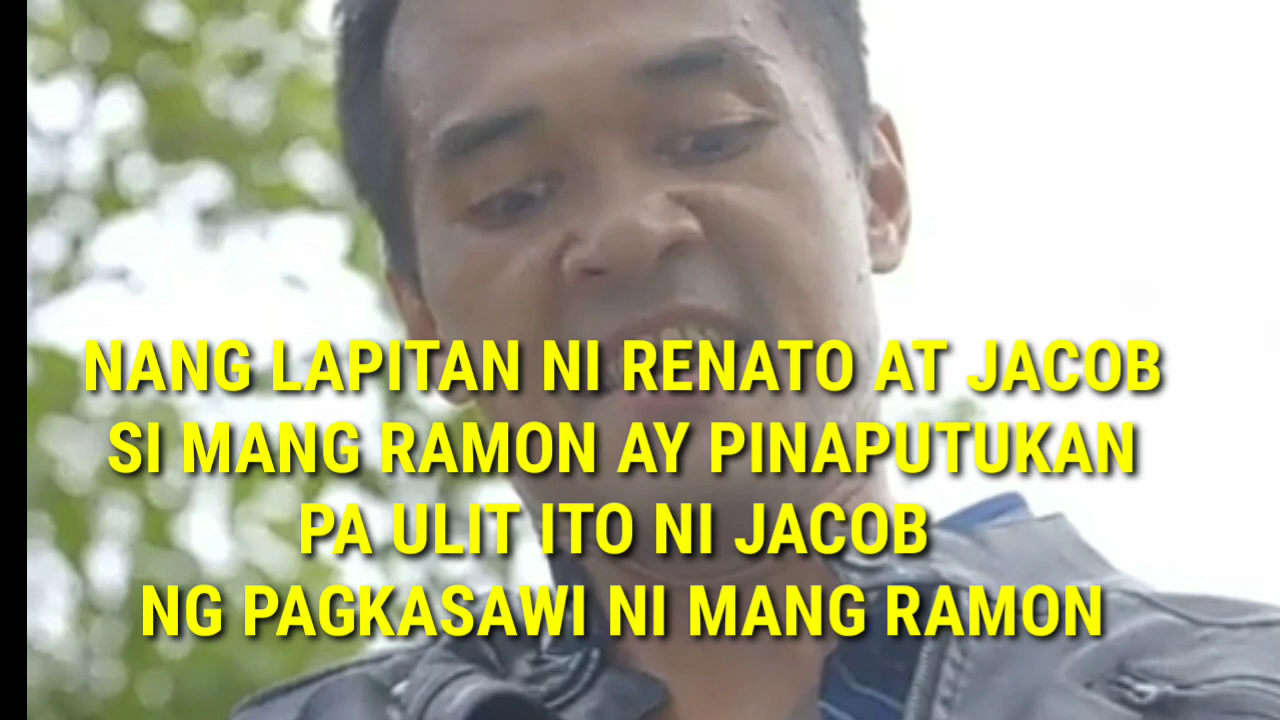 NANG LAPITAN NI RENATO AT JACOB
SI MANG RAMON AY PINAPUTUKAN
PA ULIT ITO NI JACOB
NG PAGKASAWI NI MANG RAMON